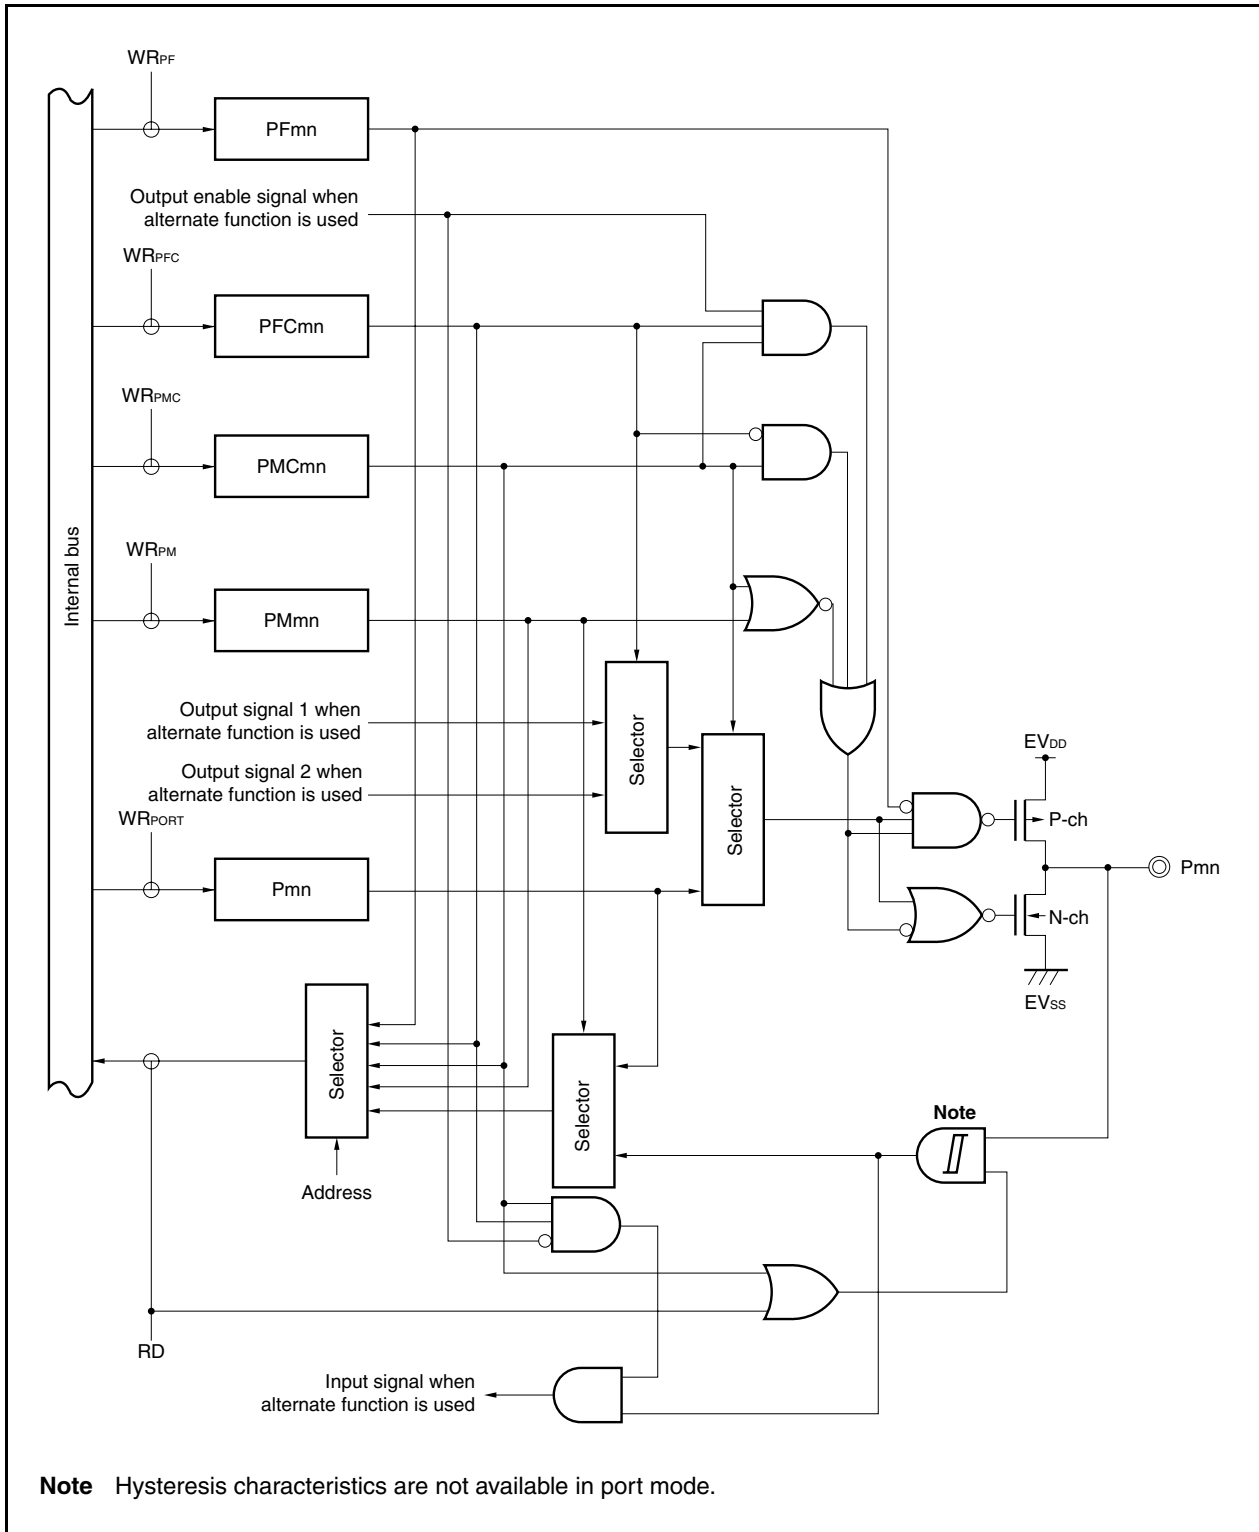 WRPF
PFmn
Output enable signal when
alternate function is used
WRPFC
PFCmn
WRPMC
PMCmn
Internal bus
WRPM
PMmn
Output signal 1 when
alternate function is used
Selector
Output signal 2 when
alternate function is used
Selector
EVDD
P-ch
WRPORT
Pmn
Pmn
N-ch
EVSS
Selector
Selector
Note
Address
RD
Input signal when
alternate function is used
Note Hysteresis characteristics are not available in port mode.